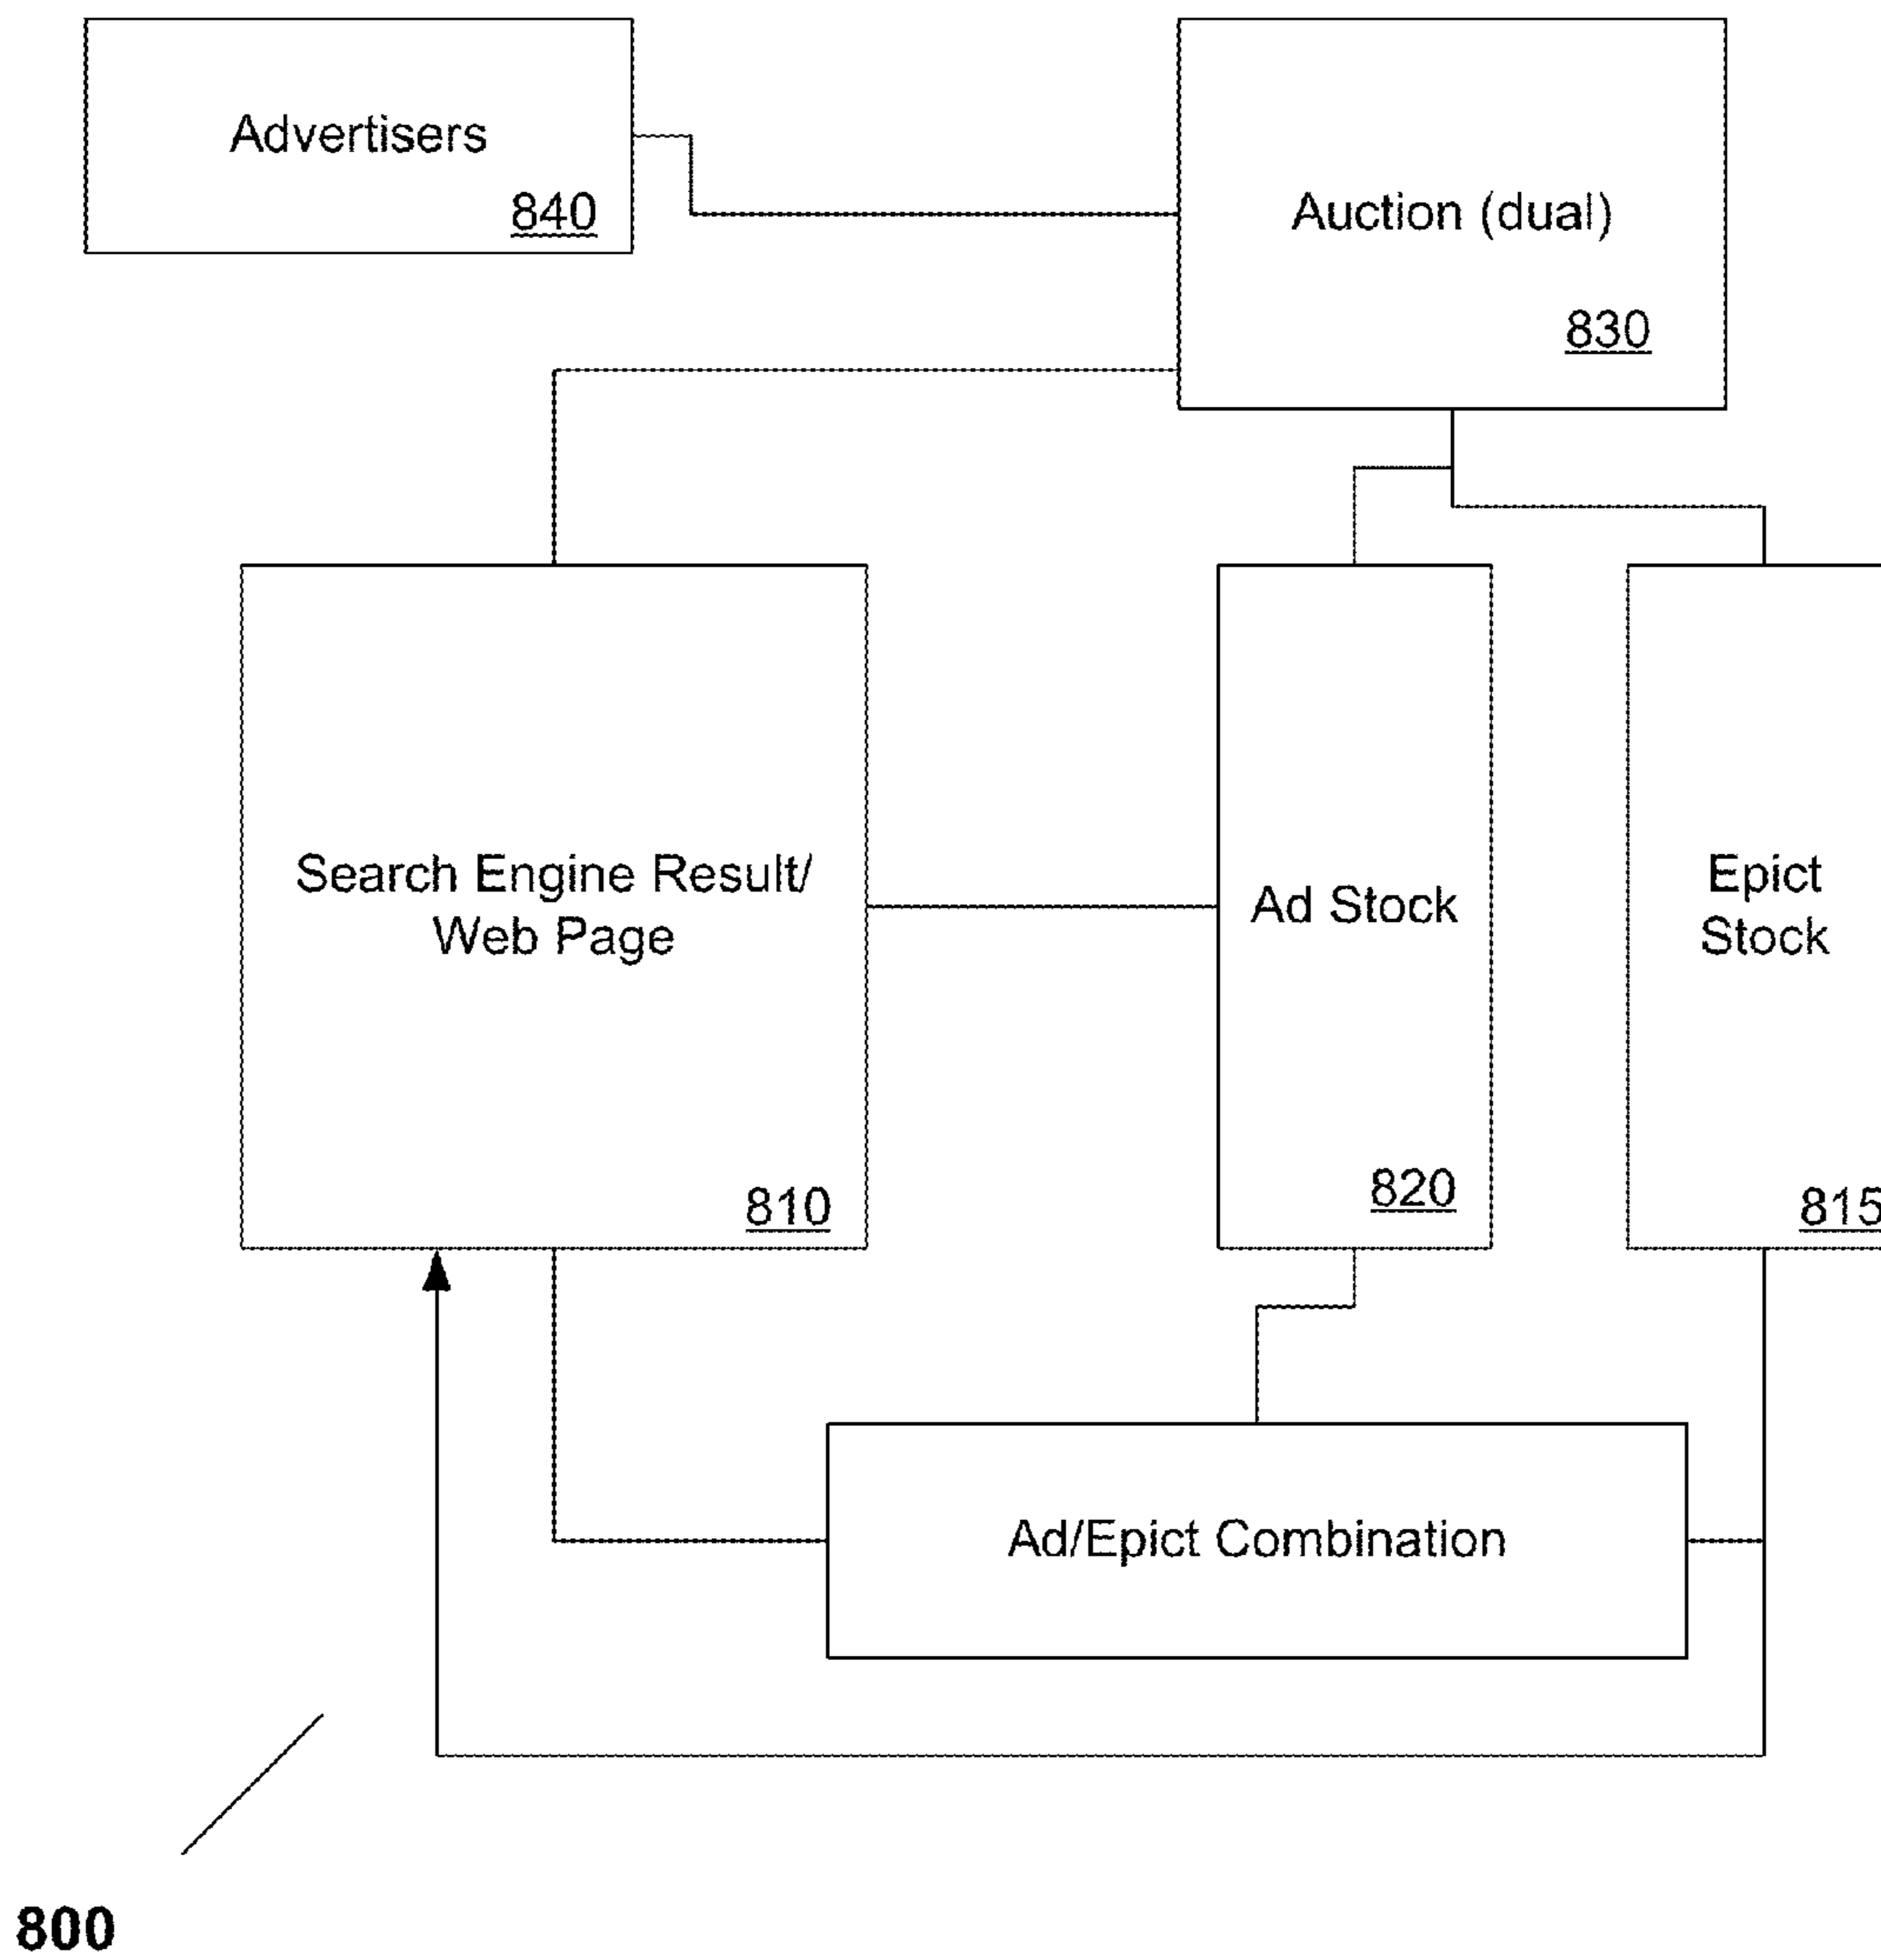 Advertisers
840
Auction (dual)
830
Search Engine Result/
Web Page
810
Ad Stock
820
Epict
Stock
815
Ad/Epict Combination
800